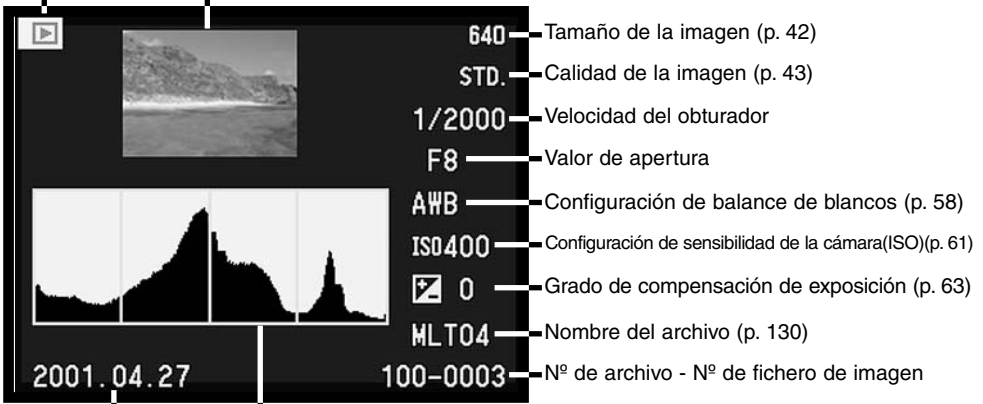 640 Tamaño de la imagen (p. 42)
STD. Calidad de la imagen (p. 43)
1/2000 Velocidad del obturador
F8 Valor de apertura
AWB Configuración de balance de blancos (p. 58)
ISO400 Configuración de sensibilidad de la cámara(ISO)(p. 61)
0 Grado de compensación de exposición (p. 63)
MLT04 Nombre del archivo (p. 130)
2001.04.27 100-0003 Nº de archivo - Nº de fichero de imagen